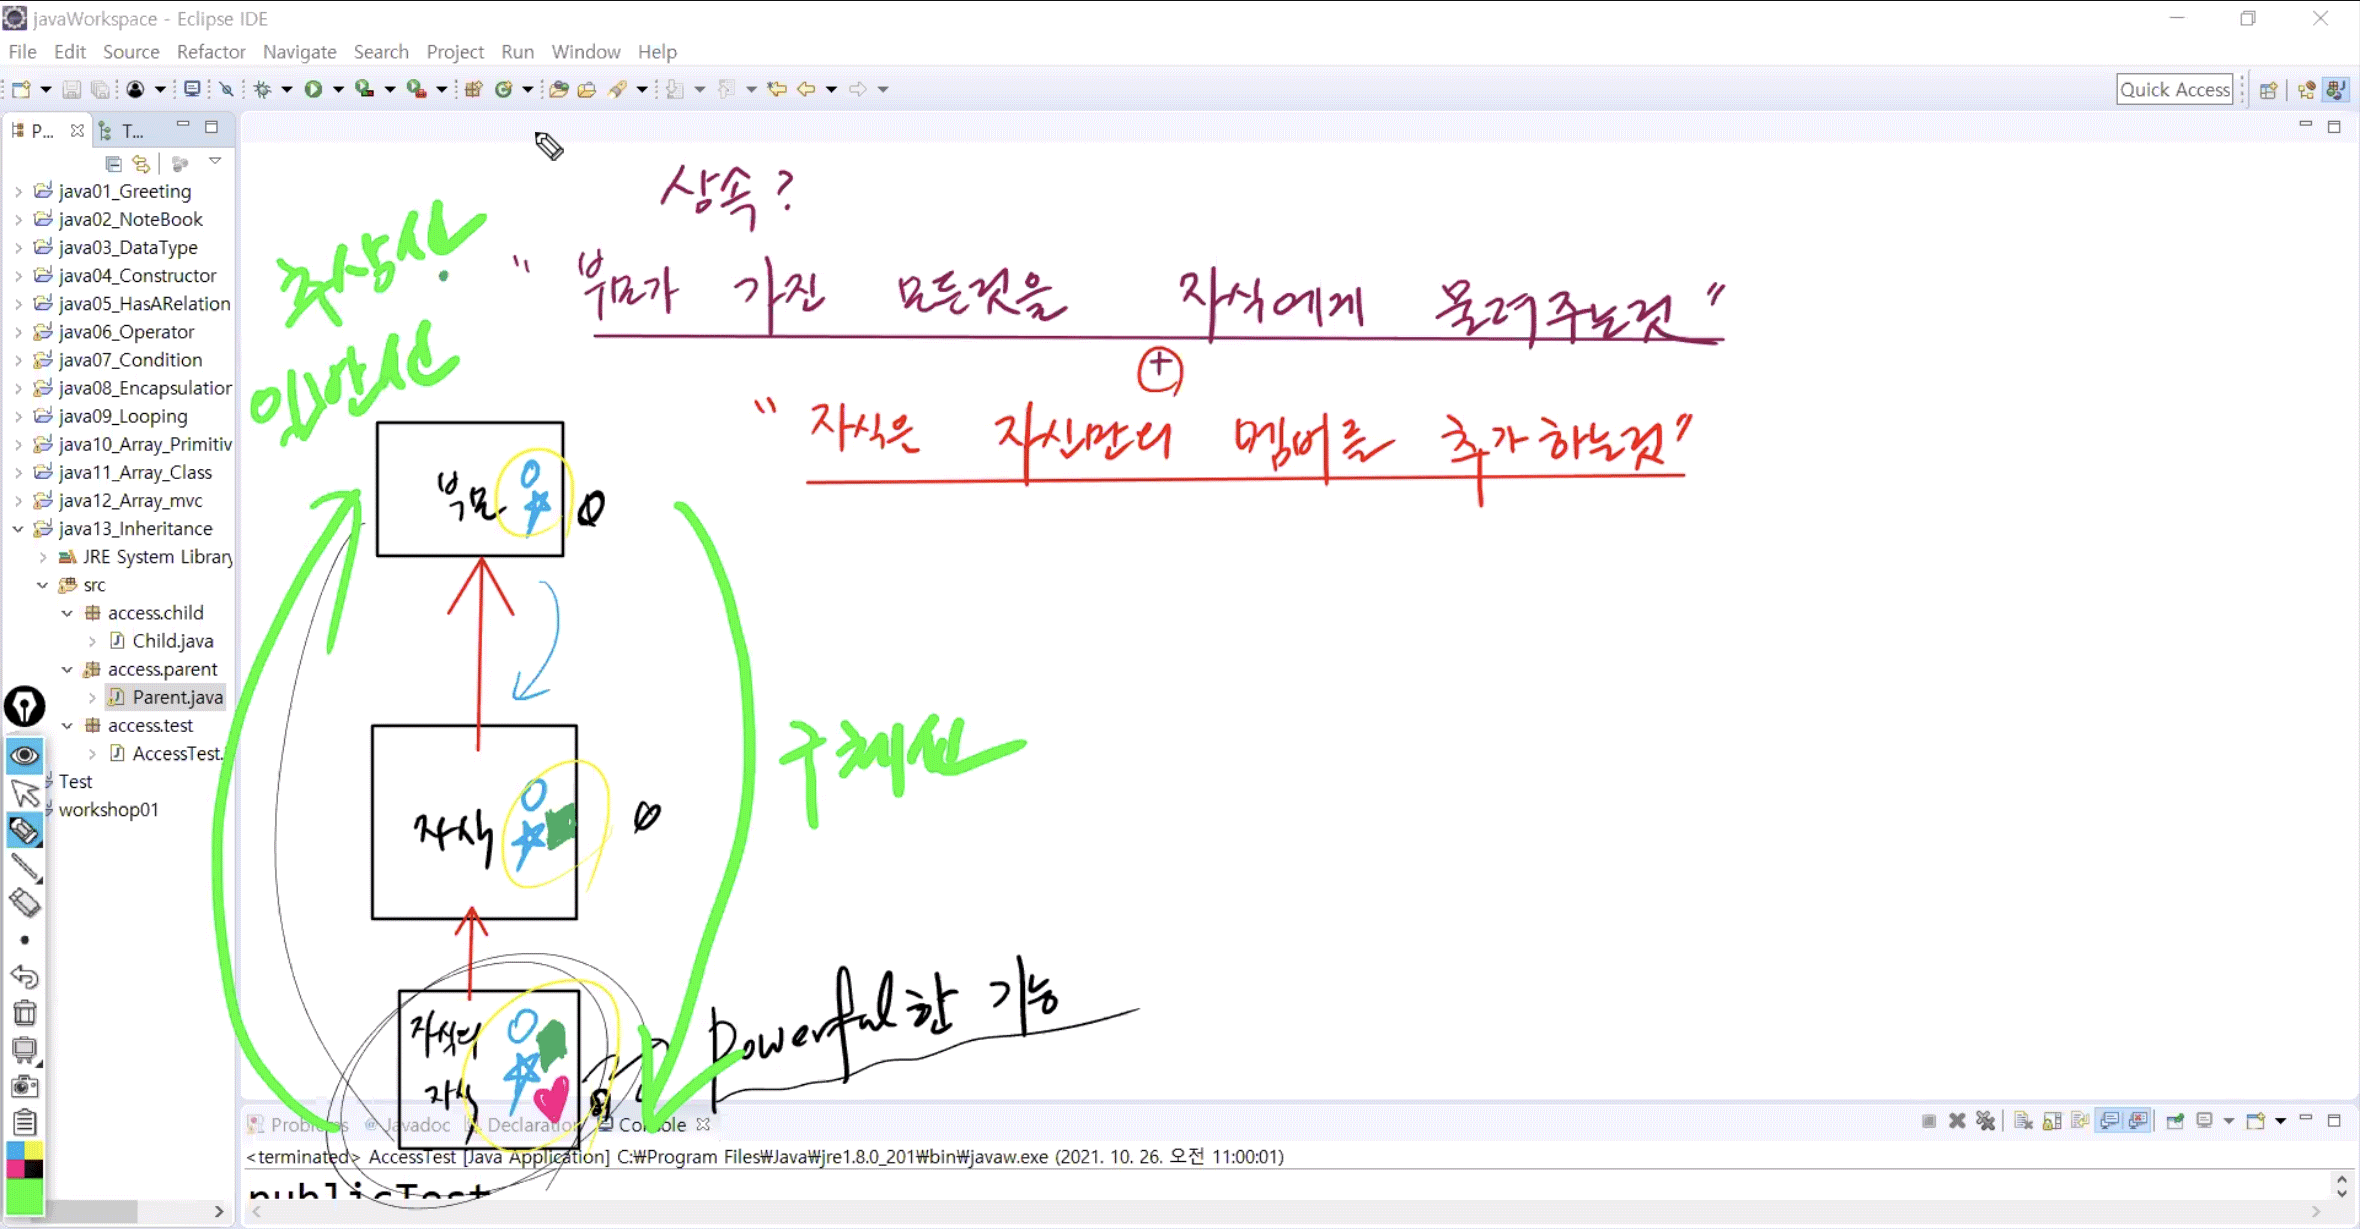 javaWorkspace - Eclipse IDE
File Edit Source Refactor Navigate Search Project Run Window Help
Quick Access
P...
T...
java01_Greeting
java02_NoteBook
java03_DataType
java04_Constructor
java05_HasARelation
java06_Operator
java07_Condition
java08_Encapsulation
java09_Looping
java10_Array_Primitiv
java11_Array_Class
java12_Array_mvc
java13_Inheritance
JRE System Library
src
access.child
Child.java
access.parent
Parent.java
access.test
AccessTest.
Test
workshop01
상속?
추상성
일반성
" 부모가 가진 모든것을 자식에게 물려주는것 "
+
" 자식은 자신만의 멤버를 추가하는것 "
부모
자식
구체성
자식의
자식
Powerful한 기능
Problems @ Javadoc Declaration Console
<terminated> AccessTest [Java Application] C:₩Program Files₩Java₩jre1.8.0_201₩bin₩javaw.exe (2021. 10. 26. 오전 11:00:01)
publicTest